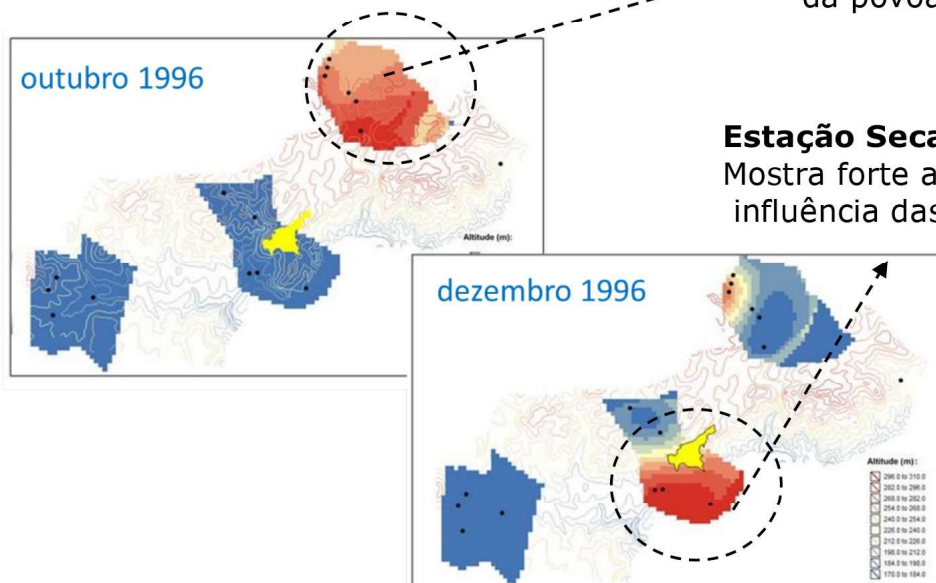 da povoa
outubro 1996
Estação Seca
Mostra forte a
influência das
Altitude (m):
dezembro 1996
Altitude (m):
296.0 to 310.0
282.0 to 296.0
268.0 to 282.0
254.0 to 268.0
240.0 to 254.0
226.0 to 240.0
212.0 to 226.0
198.0 to 212.0
184.0 to 198.0
170.0 to 184.0